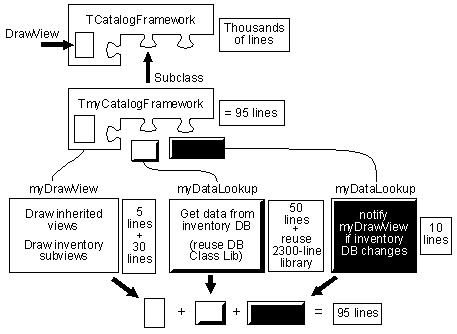 TCatalogFramework
DrawView
Thousands
of lines
Subclass
TmyCatalogFramework
= 95 lines
myDrawView
myDataLookup
myDataLookup
Draw inherited
views
Draw inventory
subviews
5
lines
+
30
lines
Get data from
inventory DB
(reuse DB
Class Lib)
50
lines +
reuse
2300-line
library
notify
myDrawView
if inventory
DB changes
10
lines
+
+
=
95 lines